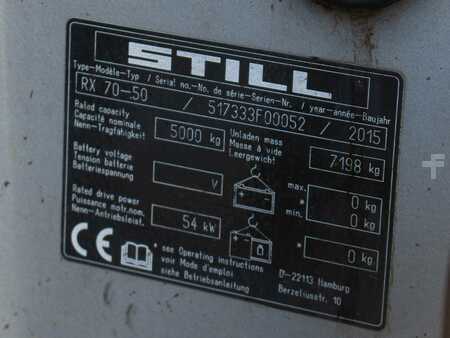 STILL
Type-Modèle-Typ / Serial no.-No. de série-Serien-Nr. / year-année-Baujahr
RX 70-50 / 517333F00052 / 2015
Rated capacity
Capacité nominale
Nenn-Tragfähigkeit
5000 kg
Unladen mass
Masse à vide
Leergewicht
7198 kg
Battery voltage
Tension batterie
Batteriespannung
V
max. * 0 kg
min. * 0 kg
Rated drive power
Puissance motr.nom.
Nenn-Antriebsleist.
54 kW
* 0 kg
CE
* see Operating instructions
voir Mode d'emploi
siehe Betriebsanleitung
D-22113 Hamburg
Berzeliusstr. 10